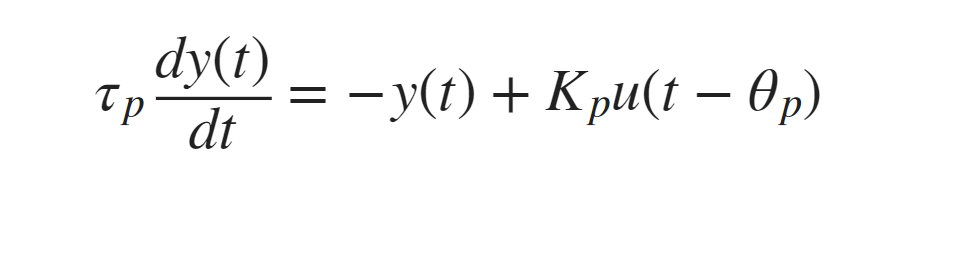 τₚ dy(t)/dt = −y(t) + Kₚu(t − θₚ)